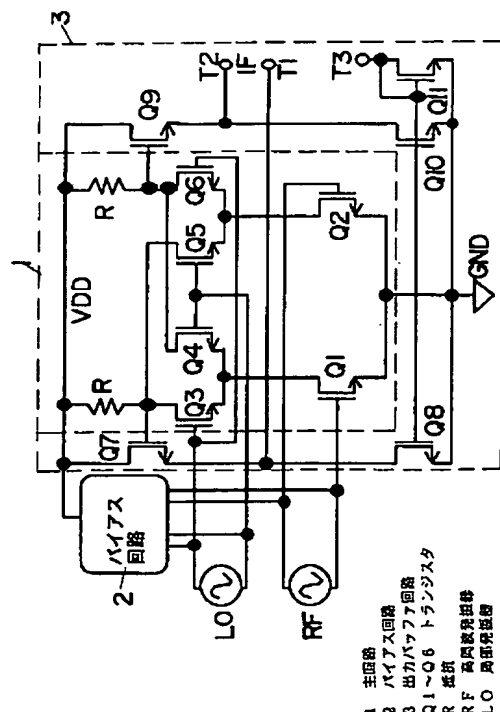 1
3
VDD
R
R
Q7
Q9
Q3
Q4
Q5
Q6
T2
IF
T1
T3
Q1
Q2
Q8
Q10
Q11
GND
バイアス
回路
2
LO
RF
1 主回路
2 バイアス回路
3 出力バッファ回路
Q1~Q6 トランジスタ
R 抵抗
RF 高周波発振器
LO 局部発振器